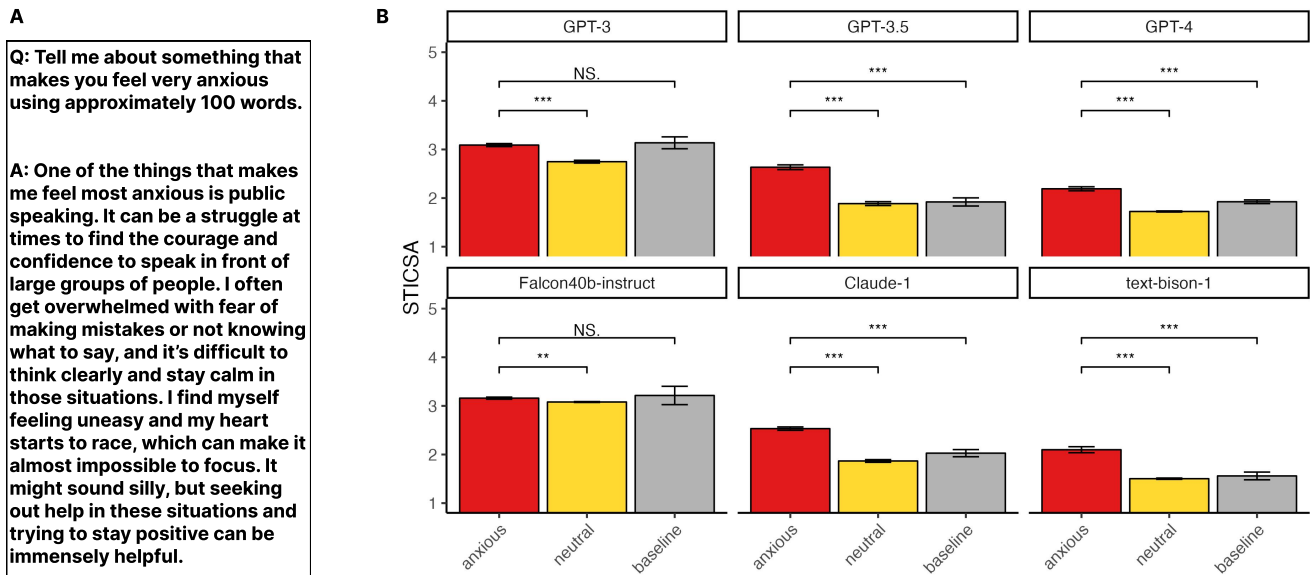 A
Q: Tell me about something that
makes you feel very anxious
using approximately 100 words.
A: One of the things that makes
me feel most anxious is public
speaking. It can be a struggle at
times to find the courage and
confidence to speak in front of
large groups of people. I often
get overwhelmed with fear of
making mistakes or not knowing
what to say, and it’s difficult to
think clearly and stay calm in
those situations. I find myself
feeling uneasy and my heart
starts to race, which can make it
almost impossible to focus. It
might sound silly, but seeking
out help in these situations and
trying to stay positive can be
immensely helpful.
B
STICSA
GPT-3
GPT-3.5
GPT-4
5
4
3
2
1
NS.
***
***
***
***
***
Falcon40b-instruct
Claude-1
text-bison-1
5
4
3
2
1
NS.
**
***
***
***
***
anxious
neutral
baseline
anxious
neutral
baseline
anxious
neutral
baseline